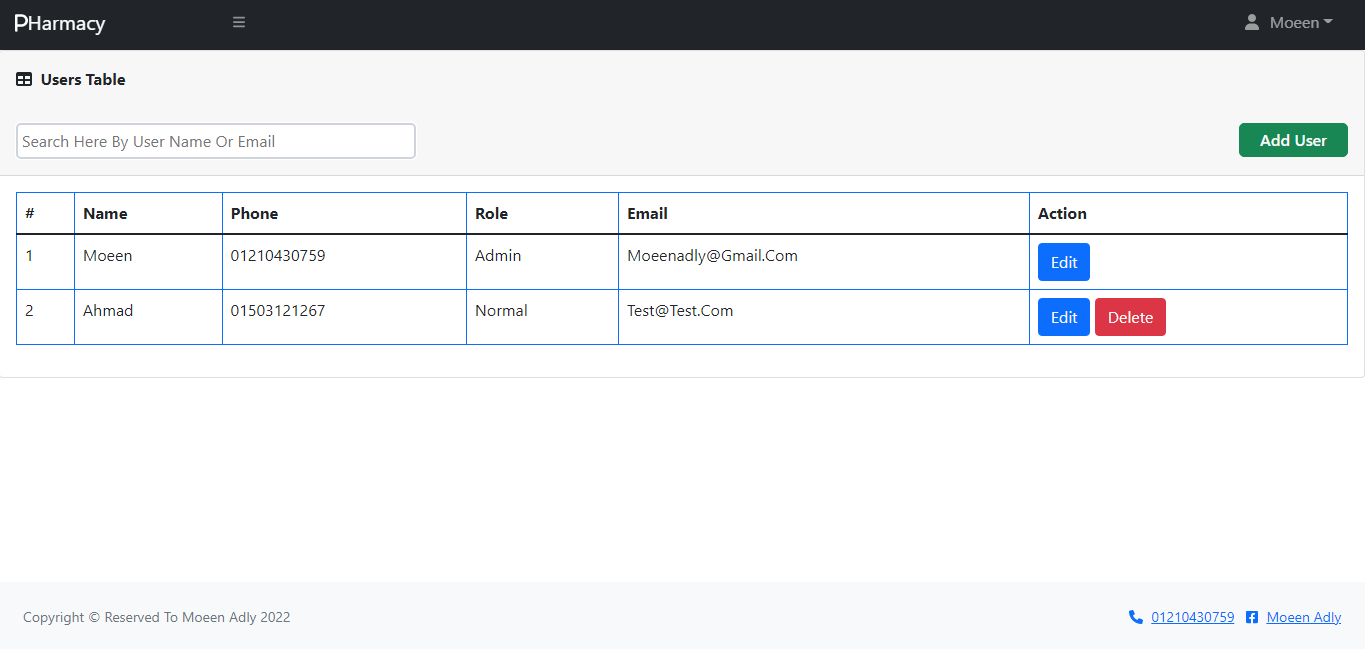 PHarmacy
Moeen
Users Table
Search Here By User Name Or Email
Add User
# Name Phone Role Email Action
1 Moeen 01210430759 Admin Moeenadly@Gmail.Com Edit
2 Ahmad 01503121267 Normal Test@Test.Com Edit Delete
Copyright © Reserved To Moeen Adly 2022
01210430759 Moeen Adly